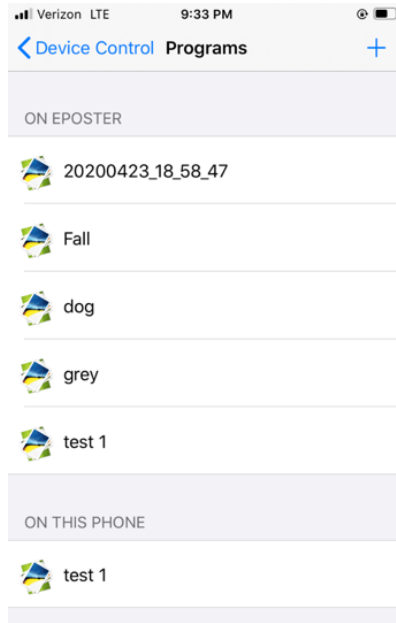 Verizon LTE 9:33 PM
Device Control Programs +
ON EPOSTER
20200423_18_58_47
Fall
dog
grey
test 1
ON THIS PHONE
test 1